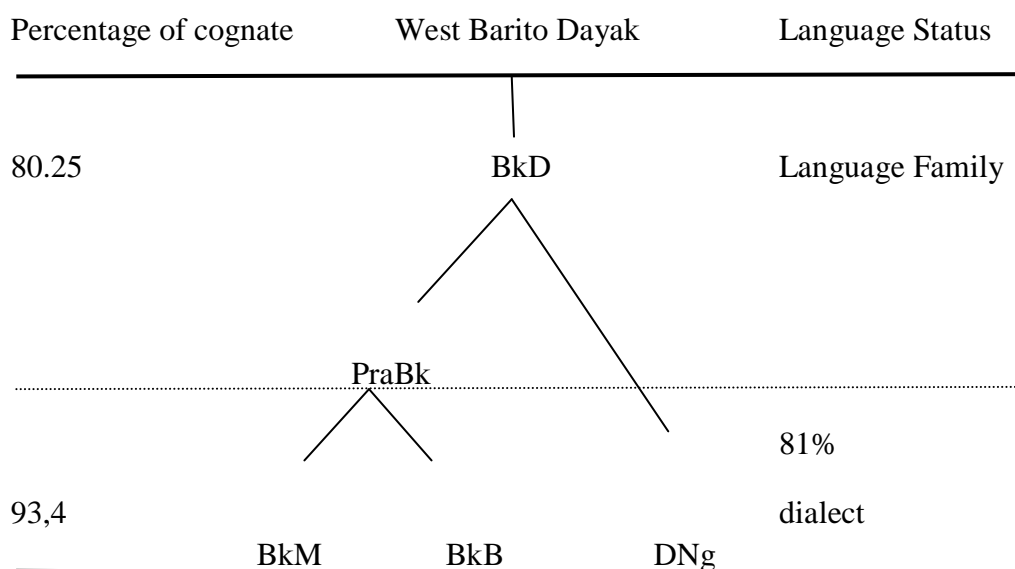 Percentage of cognate West Barito Dayak Language Status
80.25 BkD Language Family
PraBk
81%
93,4 dialect
BkM BkB DNg